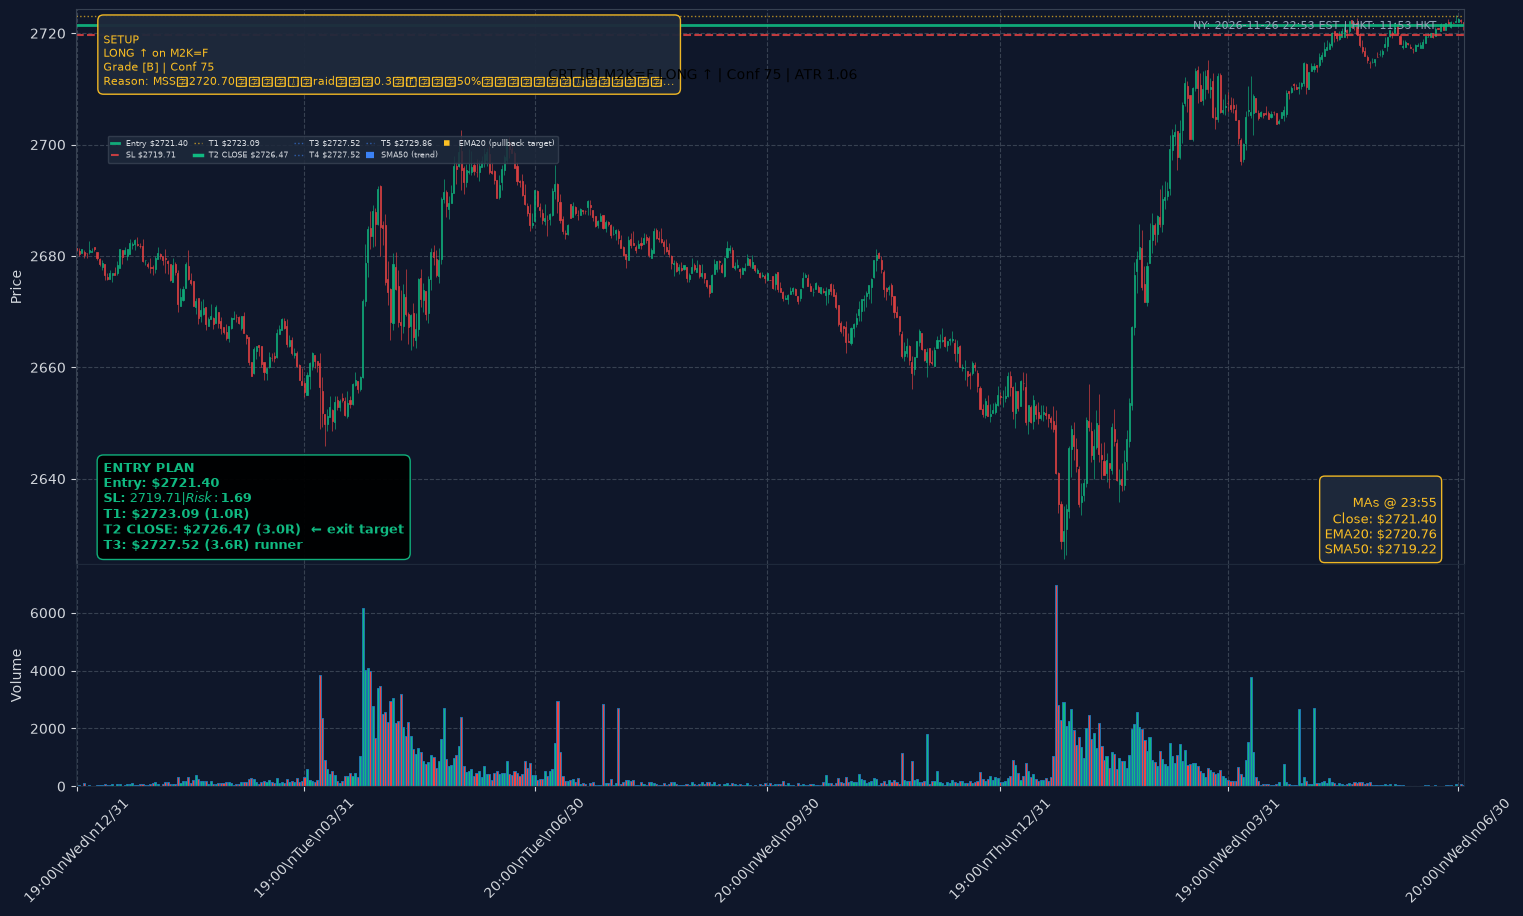 NY: 2026-11-26 22:53 EST | HKT: 11:53 HKT
SETUP
LONG ↑ on M2K=F
Grade [B] | Conf 75
Reason: MSS 2720.70 raid 0.3 50% ...
CRT [B] M2K=F LONG ↑ | Conf 75 | ATR 1.06
Entry $2721.40
SL $2719.71
T1 $2723.09
T2 CLOSE $2726.47
T3 $2727.52
T4 $2727.52
T5 $2729.86
SMA50 (trend)
EMA20 (pullback target)
Price
2720
2700
2680
2660
2640
ENTRY PLAN
Entry: $2721.40
SL: 2719.71|Risk:1.69
T1: $2723.09 (1.0R)
T2 CLOSE: $2726.47 (3.0R) ← exit target
T3: $2727.52 (3.6R) runner
MAs @ 23:55
Close: $2721.40
EMA20: $2720.76
SMA50: $2719.22
Volume
6000
4000
2000
0
19:00\nWed\n12/31
19:00\nTue\n03/31
20:00\nTue\n06/30
20:00\nWed\n09/30
19:00\nThu\n12/31
19:00\nWed\n03/31
20:00\nWed\n06/30